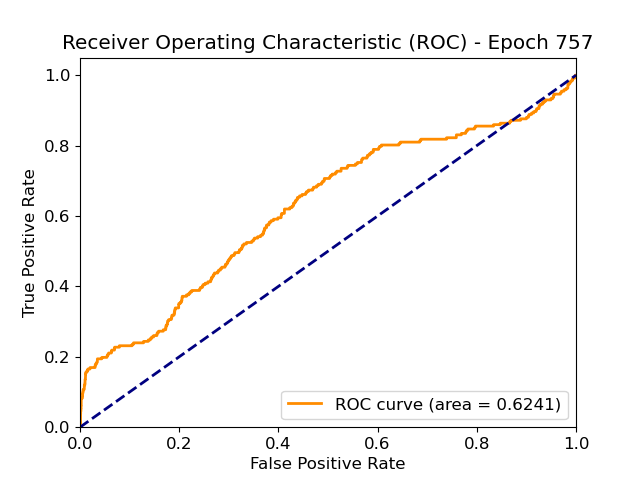 Receiver Operating Characteristic (ROC) - Epoch 757
1.0
0.8
0.6
0.4
0.2
0.0
True Positive Rate
ROC curve (area = 0.6241)
0.0 0.2 0.4 0.6 0.8 1.0
False Positive Rate